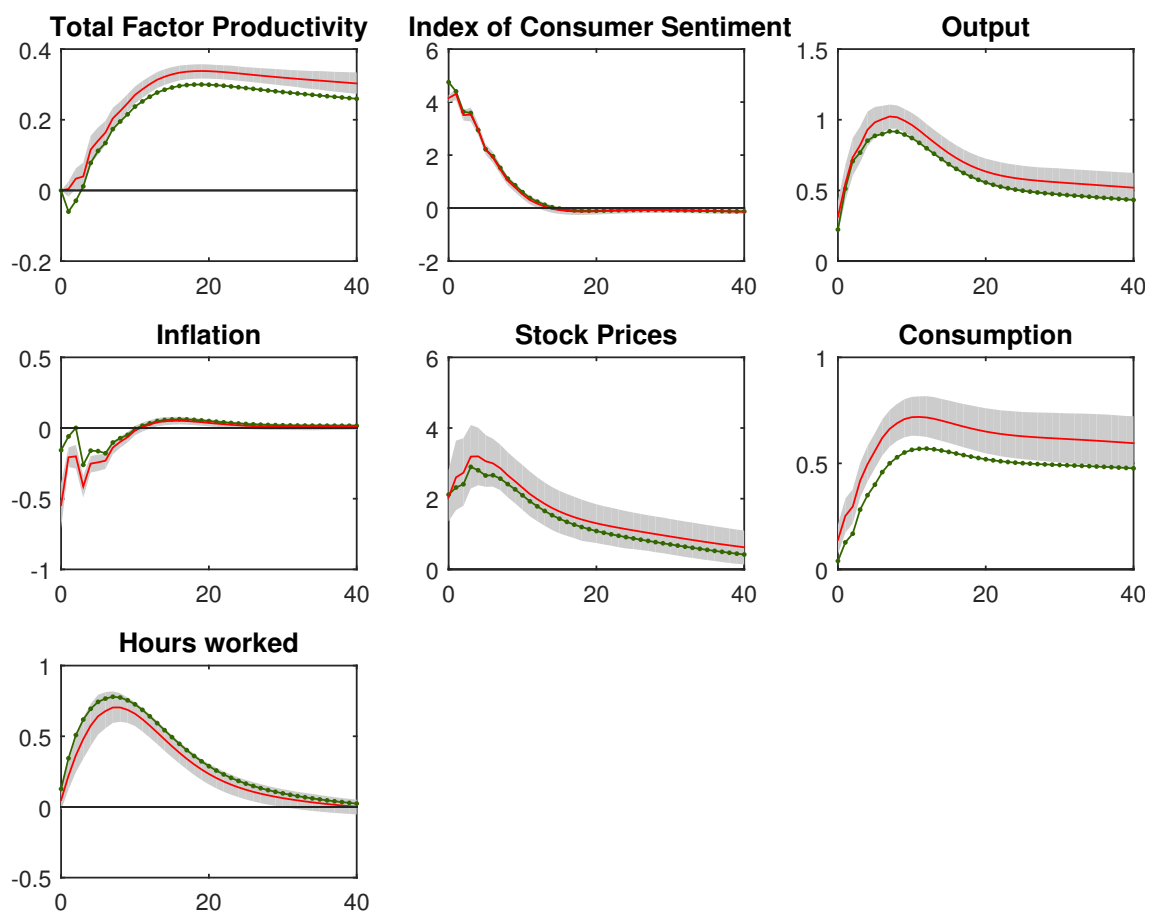 Total Factor Productivity
0.4
0.2
0
-0.2
0 20 40
Index of Consumer Sentiment
6
4
2
0
-2
0 20 40
Output
1.5
1
0.5
0
0 20 40
Inflation
0.5
0
-0.5
-1
0 20 40
Stock Prices
6
4
2
0
0 20 40
Consumption
1
0.5
0
0 20 40
Hours worked
1
0.5
0
-0.5
0 20 40